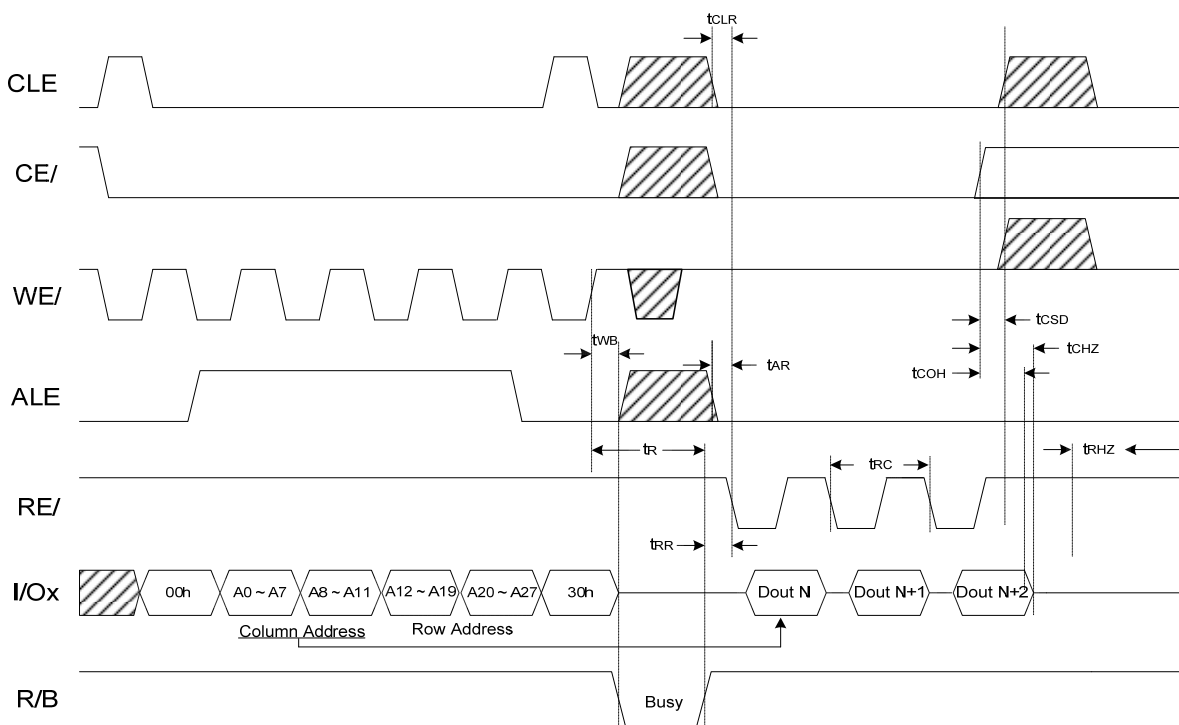 tCLR
CLE
CE/
WE/
tCSD
tWB
tCHZ
tAR
tCOH
ALE
tR
tRC
tRHZ
RE/
tRR
I/Ox
00h
A0 ~ A7
A8 ~ A11
A12 ~ A19
A20 ~ A27
30h
Dout N
Dout N+1
Dout N+2
Column Address
Row Address
R/B
Busy